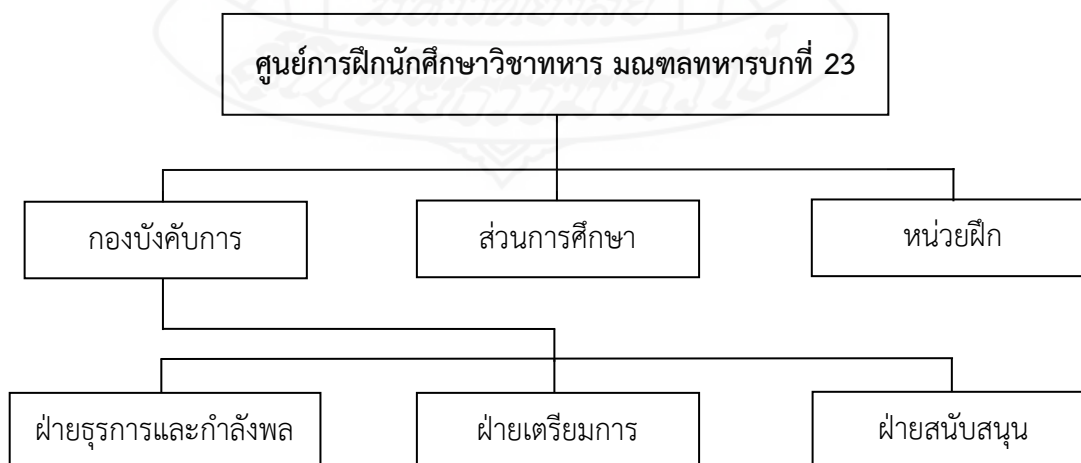 ศูนย์การฝึกนักศึกษาวิชาทหาร มณฑลทหารบกที่ 23
กองบังคับการ
ส่วนการศึกษา
หน่วยฝึก
ฝ่ายธุรการและกำลังพล
ฝ่ายเตรียมการ
ฝ่ายสนับสนุน